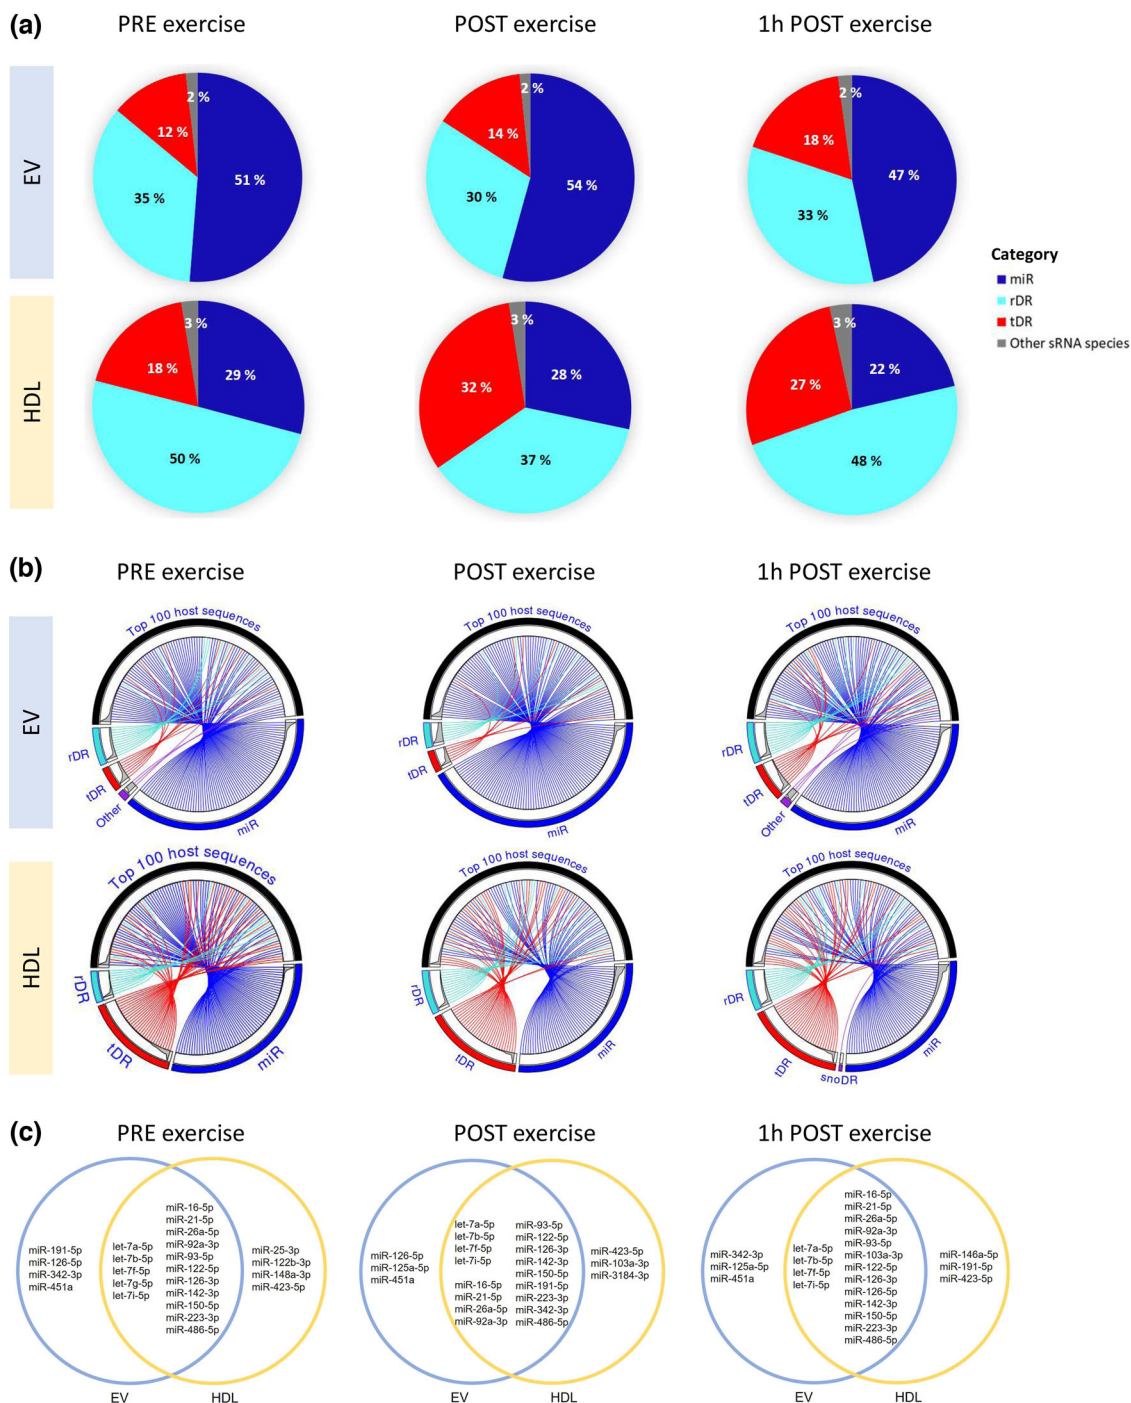 (a)
PRE exercise
POST exercise
1h POST exercise
EV
2 %
12 %
51 %
35 %
2 %
14 %
54 %
30 %
2 %
18 %
47 %
33 %
Category
miR
rDR
tDR
Other sRNA species
HDL
3 %
18 %
29 %
50 %
3 %
32 %
28 %
37 %
3 %
27 %
22 %
48 %
(b)
PRE exercise
POST exercise
1h POST exercise
EV
Top 100 host sequences
rDR
tDR
Other
miR
Top 100 host sequences
rDR
tDR
miR
Top 100 host sequences
rDR
tDR
Other
miR
HDL
Top 100 host sequences
rDR
tDR
miR
Top 100 host sequences
rDR
tDR
miR
Top 100 host sequences
rDR
tDR
snoDR
miR
(c)
PRE exercise
POST exercise
1h POST exercise
miR-191-5p
miR-126-5p
miR-342-3p
miR-451a
let-7a-5p
let-7b-5p
let-7f-5p
let-7g-5p
let-7i-5p
miR-16-5p
miR-21-5p
miR-26a-5p
miR-92a-3p
miR-93-5p
miR-122-5p
miR-126-3p
miR-142-3p
miR-150-5p
miR-223-3p
miR-486-5p
miR-25-3p
miR-122b-3p
miR-148a-3p
miR-423-5p
EV
HDL
miR-126-5p
miR-125a-5p
miR-451a
let-7a-5p
let-7b-5p
let-7f-5p
let-7i-5p
miR-16-5p
miR-21-5p
miR-26a-5p
miR-92a-3p
miR-93-5p
miR-122-5p
miR-126-3p
miR-142-3p
miR-150-5p
miR-191-5p
miR-223-3p
miR-342-3p
miR-486-5p
miR-423-5p
miR-103a-3p
miR-3184-3p
EV
HDL
miR-342-3p
miR-125a-5p
miR-451a
let-7a-5p
let-7b-5p
let-7f-5p
let-7i-5p
miR-16-5p
miR-21-5p
miR-26a-5p
miR-92a-3p
miR-93-5p
miR-103a-3p
miR-122-5p
miR-126-3p
miR-126-5p
miR-142-3p
miR-150-5p
miR-223-3p
miR-486-5p
miR-146a-5p
miR-191-5p
miR-423-5p
EV
HDL